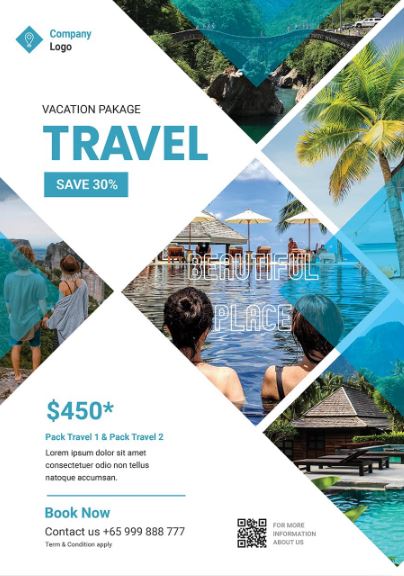 Company
Logo
VACATION PAKAGE
TRAVEL
SAVE 30%
BEAUTIFUL
PLACE
$450*
Pack Travel 1 & Pack Travel 2
Lorem ipsum dolor sit amet
consectetuer odio non tellus
natoque accumsan.
Book Now
Contact us +65 999 888 777
Term & Condition apply
FOR MORE
INFORMATION
ABOUT US